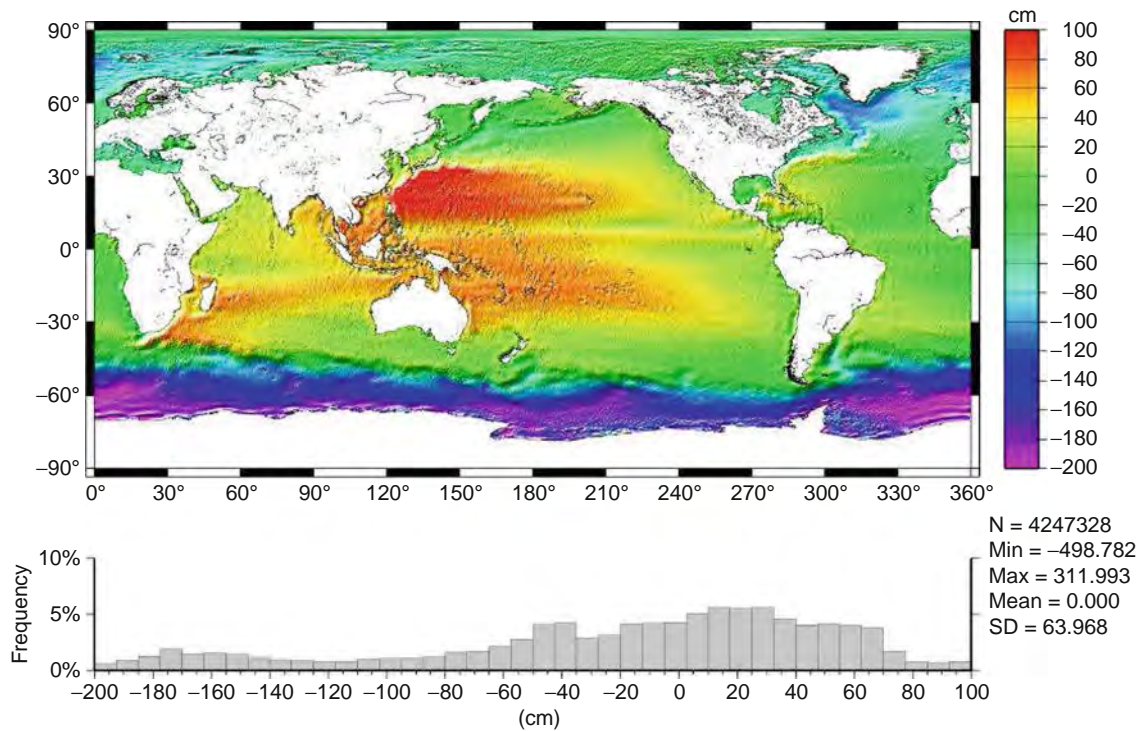 cm
90°
60°
30°
0°
–30°
–60°
–90°
100
80
60
40
20
0
–20
–40
–60
–80
–100
–120
–140
–160
–180
–200
0° 30° 60° 90° 120° 150° 180° 210° 240° 270° 300° 330° 360°
N = 4247328
Min = –498.782
Max = 311.993
Mean = 0.000
SD = 63.968
Frequency
10%
5%
0%
–200 –180 –160 –140 –120 –100 –80 –60 –40 –20 0 20 40 60 80 100
(cm)